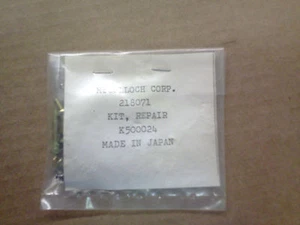 CORP.
218071
KIT, REPAIR
K500024
MADE IN JAPAN